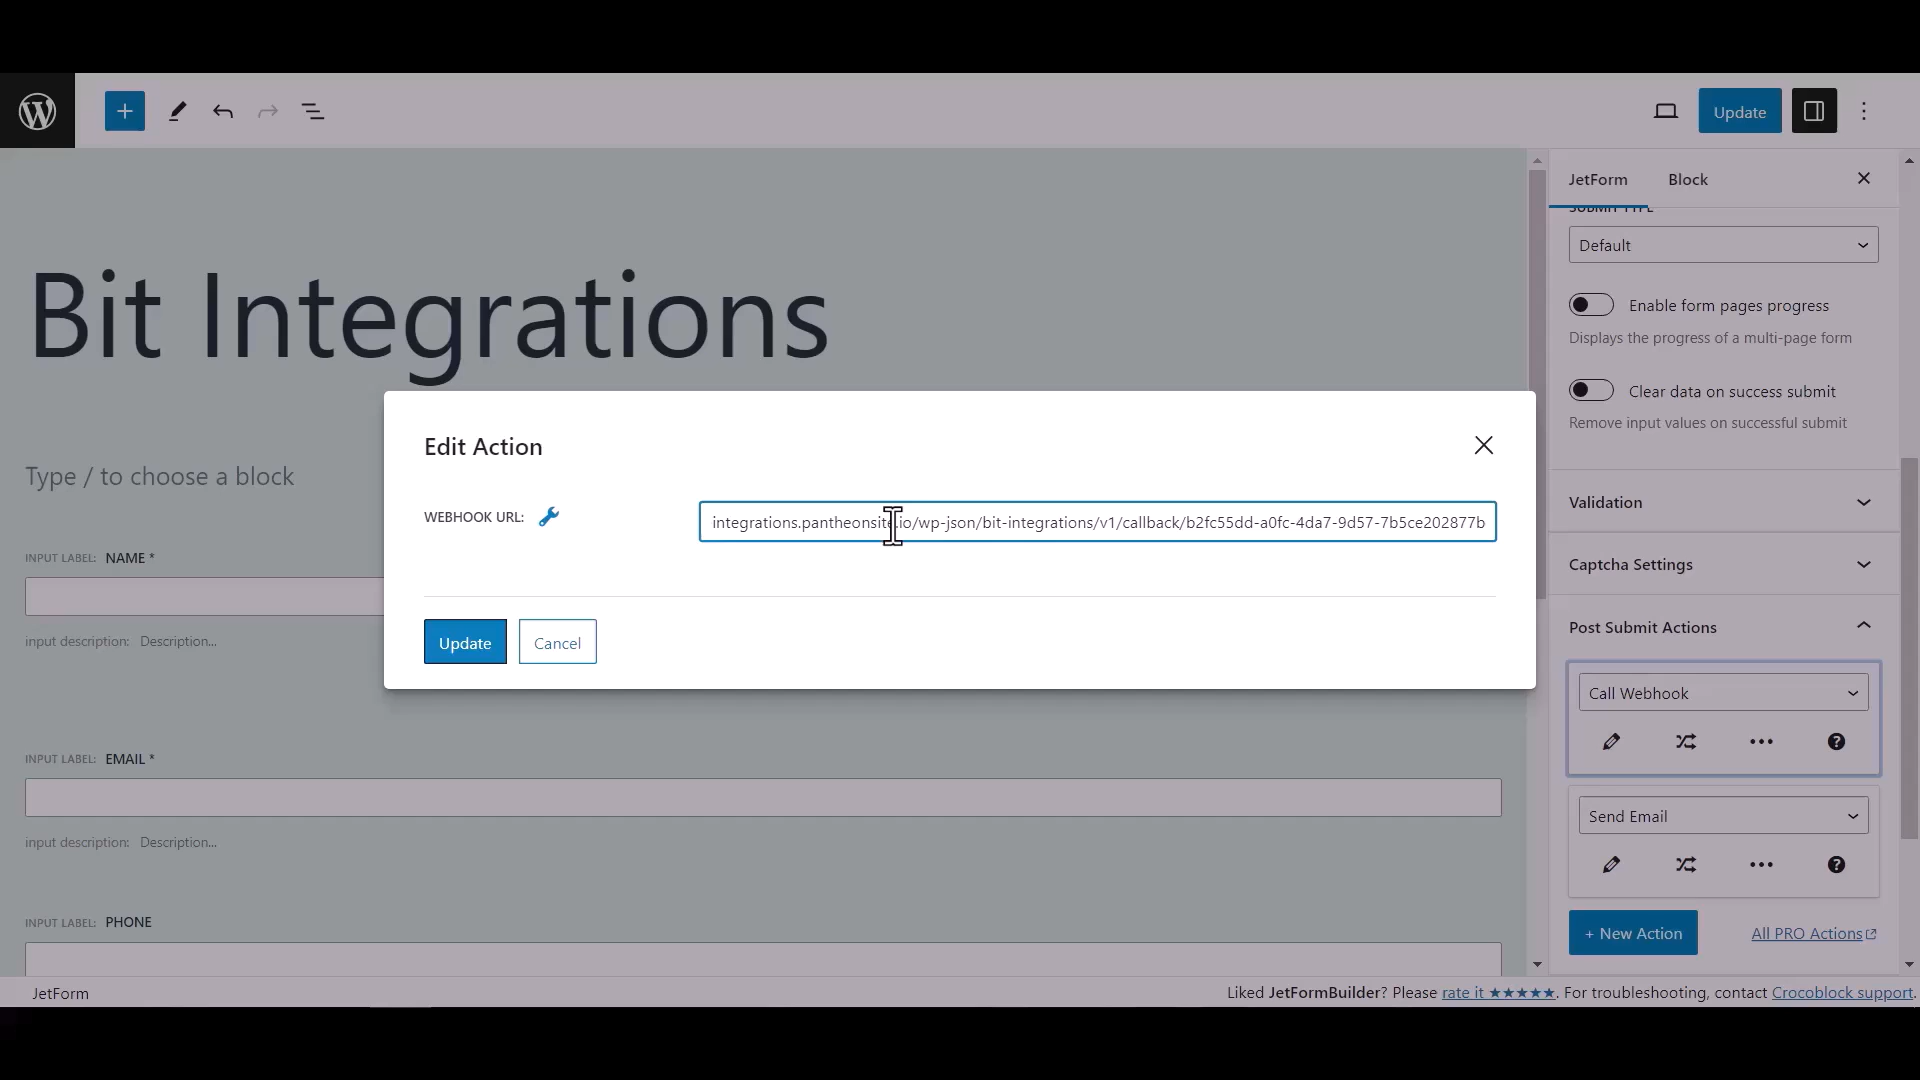 Update
JetForm
Block
SUBMIT TYPE
Default
Enable form pages progress
Displays the progress of a multi-page form
Clear data on success submit
Remove input values on successful submit
Validation
Captcha Settings
Post Submit Actions
Call Webhook
Send Email
+ New Action
All PRO Actions
Bit Integrations
Type / to choose a block
INPUT LABEL: NAME *
input description: Description...
INPUT LABEL: EMAIL *
input description: Description...
INPUT LABEL: PHONE
Edit Action
WEBHOOK URL:
integrations.pantheonsite.io/wp-json/bit-integrations/v1/callback/b2fc55dd-a0fc-4da7-9d57-7b5ce202877b
Update
Cancel
JetForm
Liked JetFormBuilder? Please rate it ★★★★★. For troubleshooting, contact Crocoblock support.